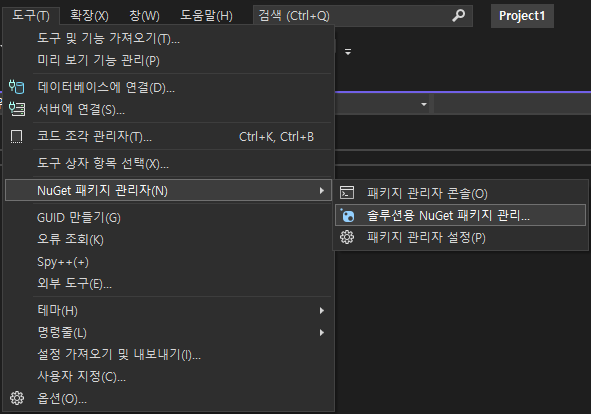 도구(T) 확장(X) 창(W) 도움말(H) 검색 (Ctrl+Q) Project1
도구 및 기능 가져오기(T)...
미리 보기 기능 관리(P)
데이터베이스에 연결(D)...
서버에 연결(S)...
코드 조각 관리자(T)... Ctrl+K, Ctrl+B
도구 상자 항목 선택(X)...
NuGet 패키지 관리자(N)
패키지 관리자 콘솔(O)
솔루션용 NuGet 패키지 관리...
패키지 관리자 설정(P)
GUID 만들기(G)
오류 조회(K)
Spy++(+)
외부 도구(E)...
테마(H)
명령줄(L)
설정 가져오기 및 내보내기(I)...
사용자 지정(C)...
옵션(O)...